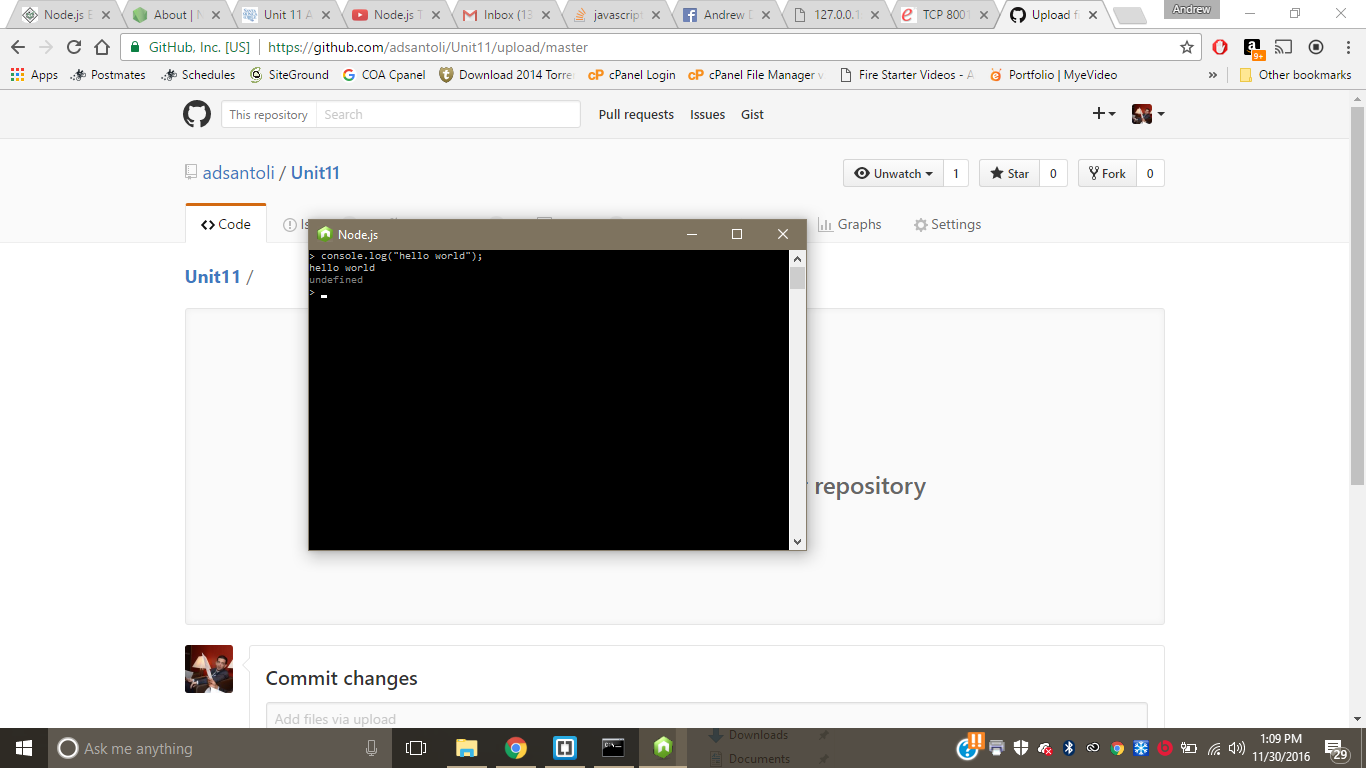 Node.js E
About | N
Unit 11 A
Node.js T
Inbox (13
javascrip
Andrew D
127.0.0.1
TCP 8001
Upload fi
Andrew
GitHub, Inc. [US]
https://github.com/adsantoli/Unit11/upload/master
9+
Apps
Postmates
Schedules
SiteGround
COA Cpanel
Download 2014 Torre
cPanel Login
cPanel File Manager v
Fire Starter Videos - A
Portfolio | MyeVideo
»
Other bookmarks
This repository
Search
Pull requests
Issues
Gist
adsantoli / Unit11
Unwatch
1
Star
0
Fork
0
Code
Is
Graphs
Settings
Node.js
> console.log("hello world");
hello world
undefined
>
Unit11 /
repository
Commit changes
Add files via upload
Downloads
Documents
Ask me anything
1:09 PM
11/30/2016
29